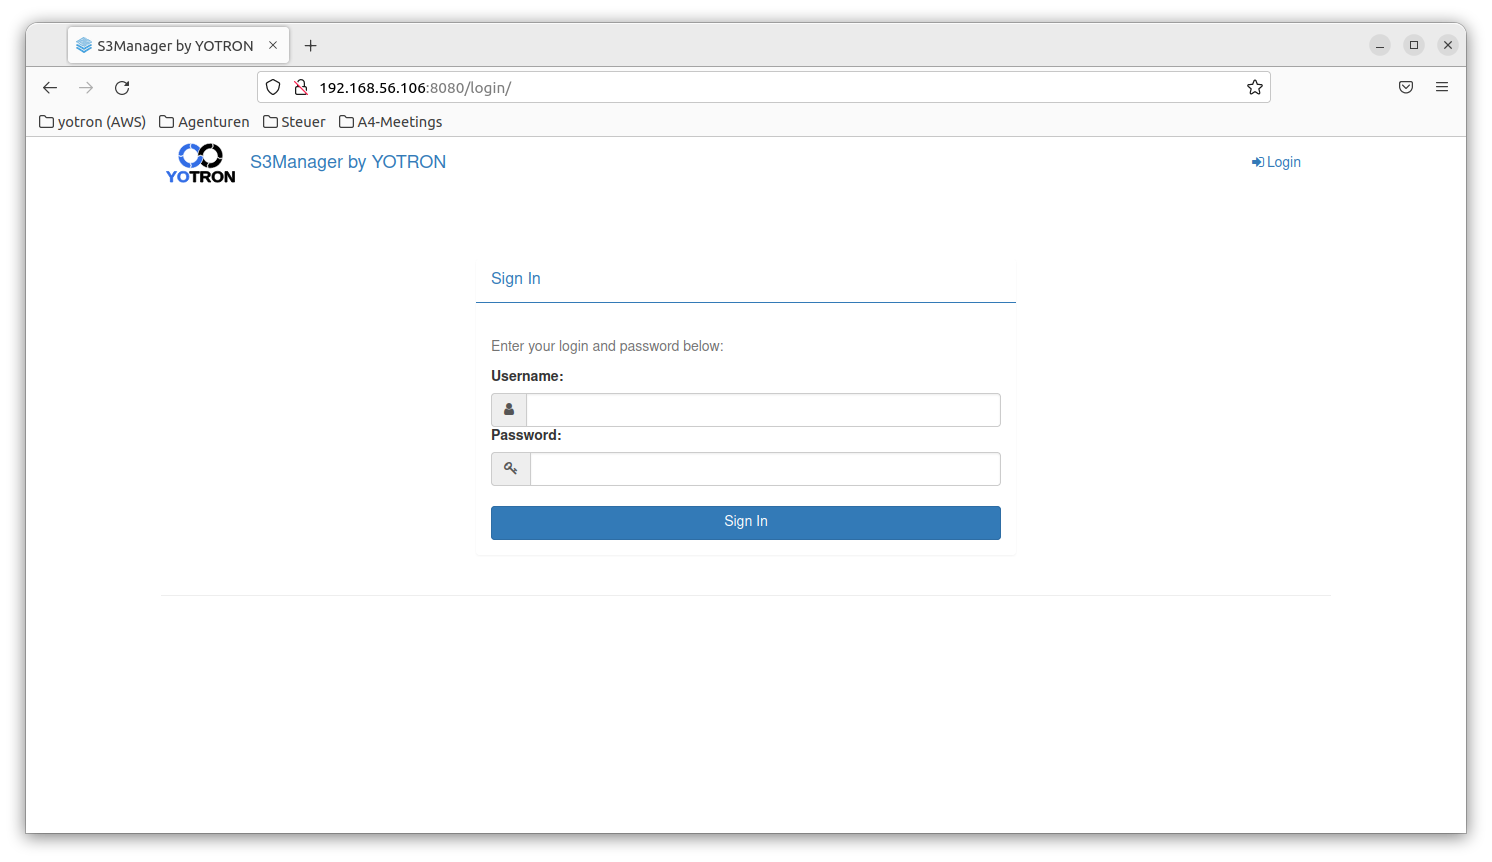 S3Manager by YOTRON
192.168.56.106:8080/login/
yotron (AWS) Agenturen Steuer A4-Meetings
YOTRON S3Manager by YOTRON Login
Sign In
Enter your login and password below:
Username:
Password:
Sign In